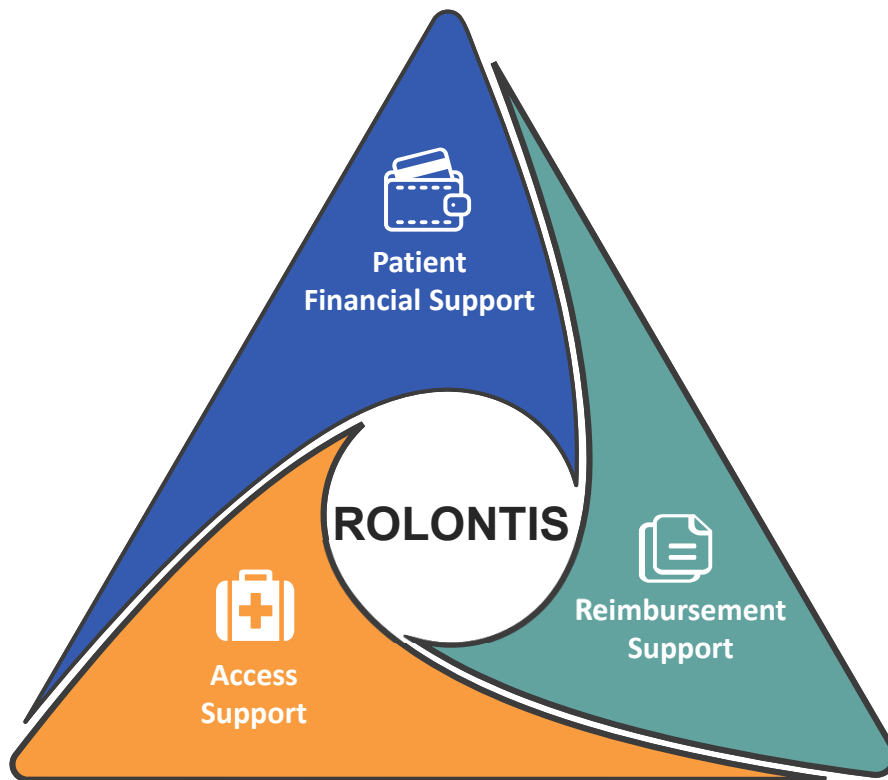 Patient
Financial Support
ROLONTIS
Reimbursement
Support
Access
Support